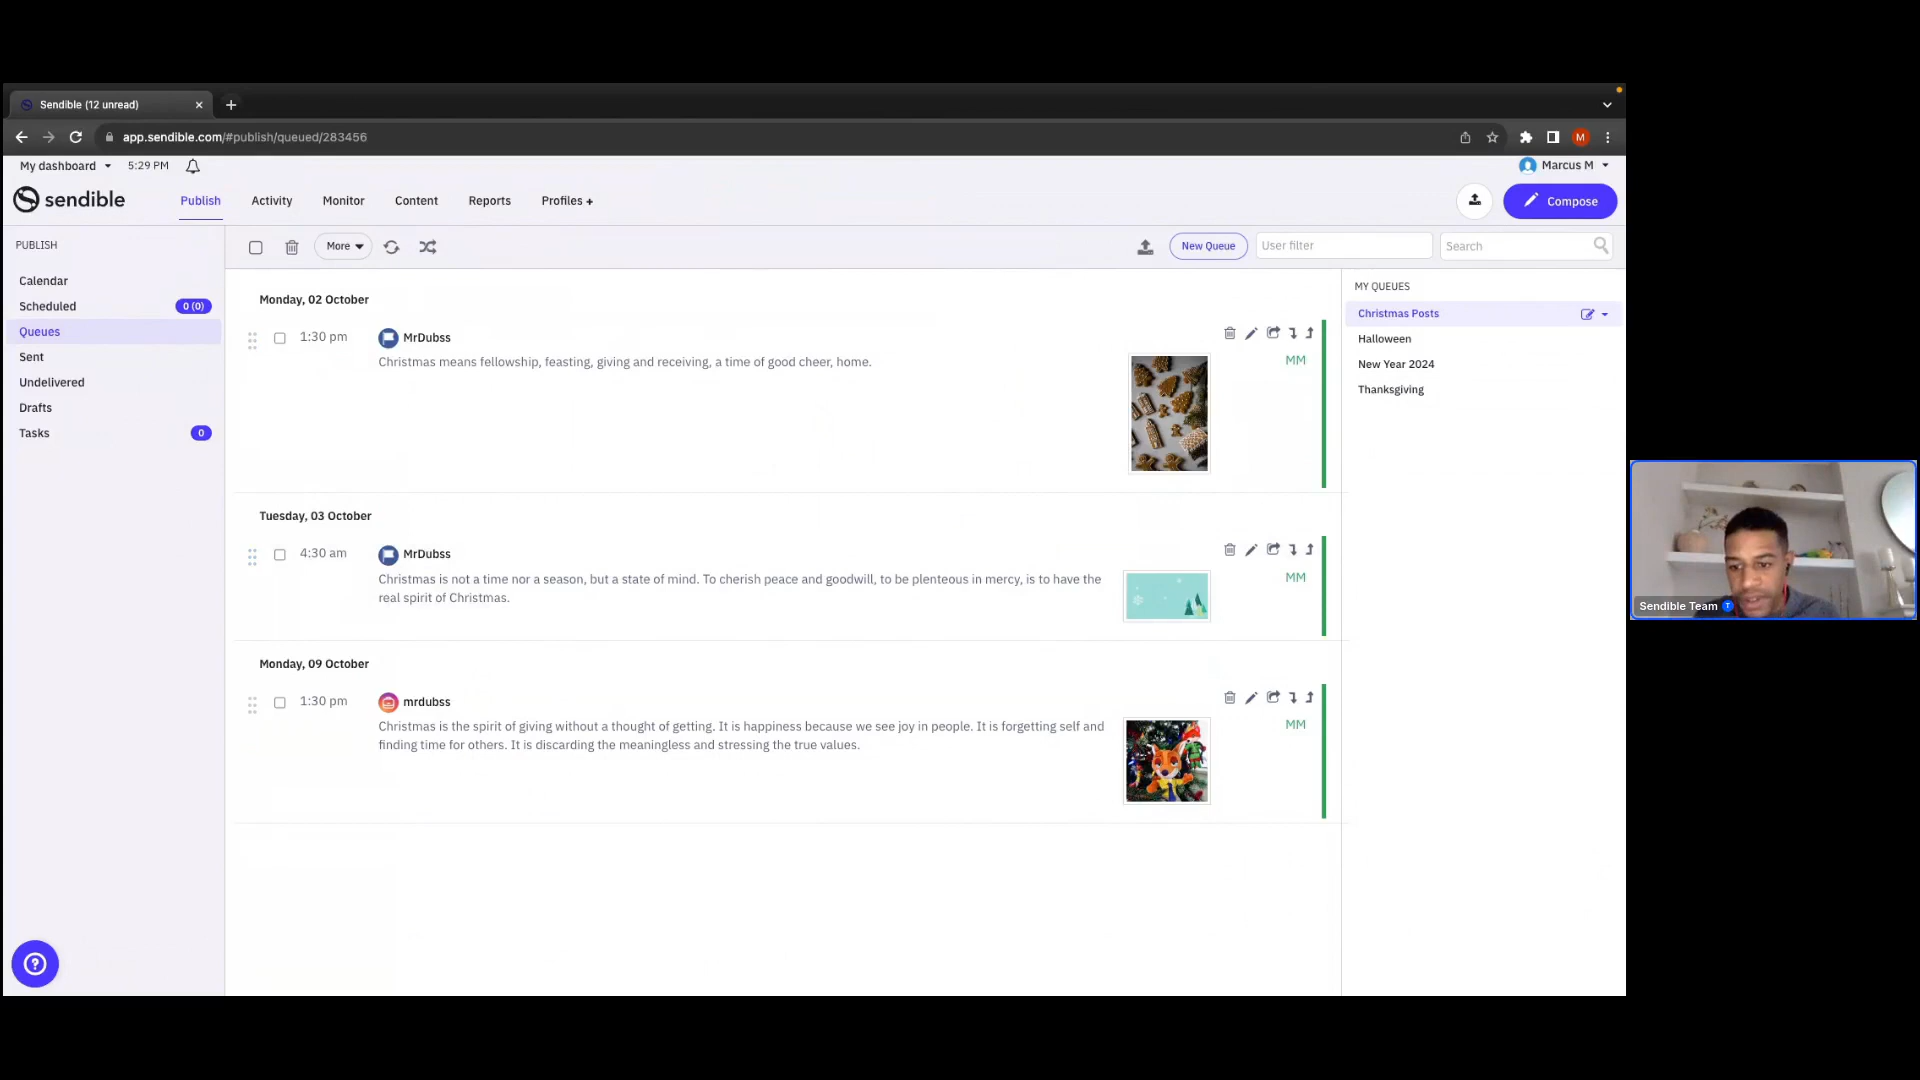 Sendible (12 unread)
app.sendible.com/#publish/queued/283456
M
My dashboard
5:29 PM
Marcus M
sendible
Publish
Activity
Monitor
Content
Reports
Profiles +
Compose
PUBLISH
More
New Queue
User filter
Search
Calendar
Scheduled
0 (0)
Queues
Sent
Undelivered
Drafts
Tasks
0
Monday, 02 October
1:30 pm
MrDubss
Christmas means fellowship, feasting, giving and receiving, a time of good cheer, home.
MM
Tuesday, 03 October
4:30 am
MrDubss
Christmas is not a time nor a season, but a state of mind. To cherish peace and goodwill, to be plenteous in mercy, is to have the
real spirit of Christmas.
MM
Monday, 09 October
1:30 pm
mrdubss
Christmas is the spirit of giving without a thought of getting. It is happiness because we see joy in people. It is forgetting self and
finding time for others. It is discarding the meaningless and stressing the true values.
MM
MY QUEUES
Christmas Posts
Halloween
New Year 2024
Thanksgiving
Sendible Team
T